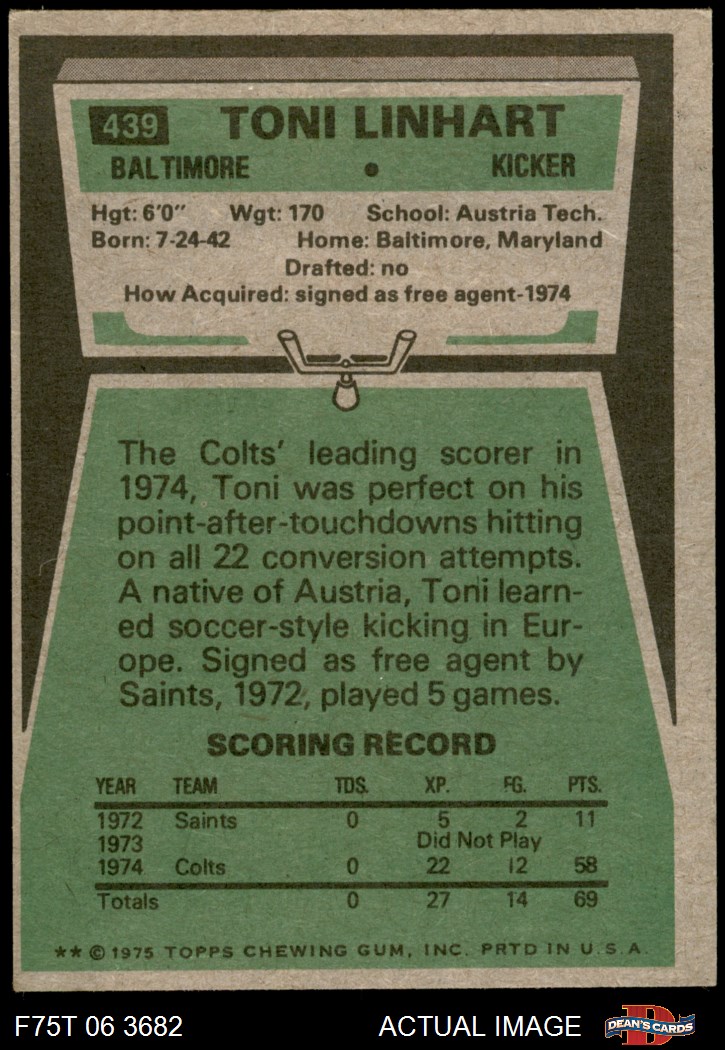 439 TONI LINHART
BALTIMORE • KICKER
Hgt: 6'0" Wgt: 170 School: Austria Tech.
Born: 7-24-42 Home: Baltimore, Maryland
Drafted: no
How Acquired: signed as free agent-1974
The Colts' leading scorer in
1974, Toni was perfect on his
point-after-touchdowns hitting
on all 22 conversion attempts.
A native of Austria, Toni learn-
ed soccer-style kicking in Eur-
ope. Signed as free agent by
Saints, 1972, played 5 games.
SCORING RECORD
YEAR TEAM TDS. XP. FG. PTS.
1972 Saints 0 5 2 11
1973 Did Not Play
1974 Colts 0 22 12 58
Totals 0 27 14 69
** © 1975 TOPPS CHEWING GUM, INC. PRTD IN U.S.A.
F75T 06 3682 ACTUAL IMAGE D DEAN'S CARDS